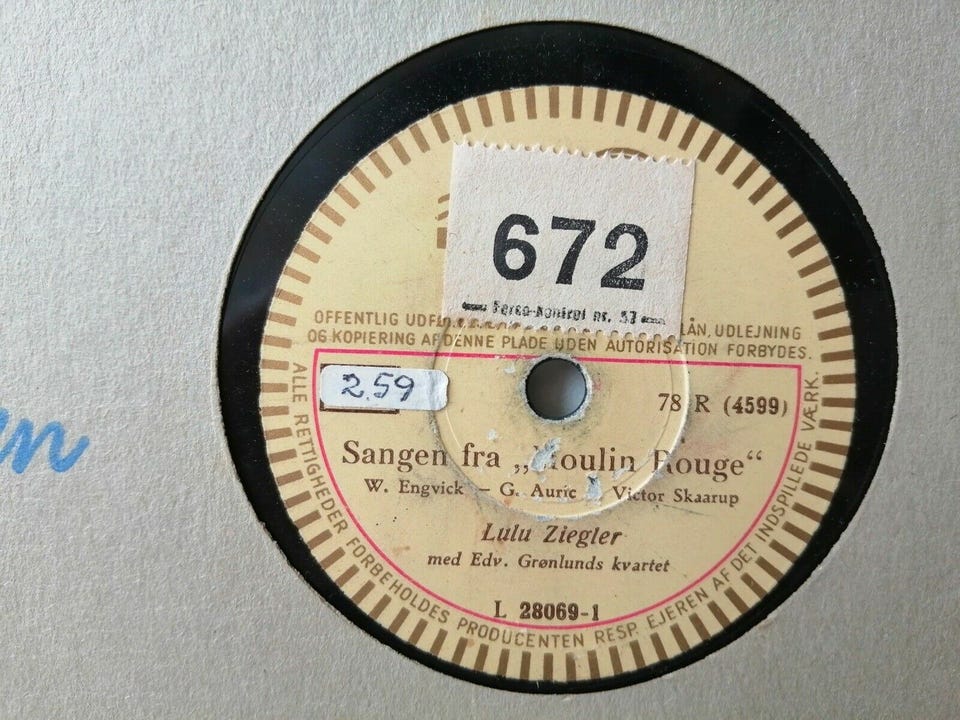 672
OFFENTLIG LÅN, UDLEJNING
OG KOPIERING AF DENNE PLADE UDEN AUTORISATION FORBYDES.
2.59
78 R (4599)
Sangen fra „Moulin Rouge“
W. Engvick - G. Auric Victor Skaarup
Lulu Ziegler
med Edv. Grønlunds kvartet
L 28069-1
ALLE RETTIGHEDER FORBEHOLDES PRODUCENTEN RESP. EJEREN AF DET INDSPILLEDE VÆRK.
en